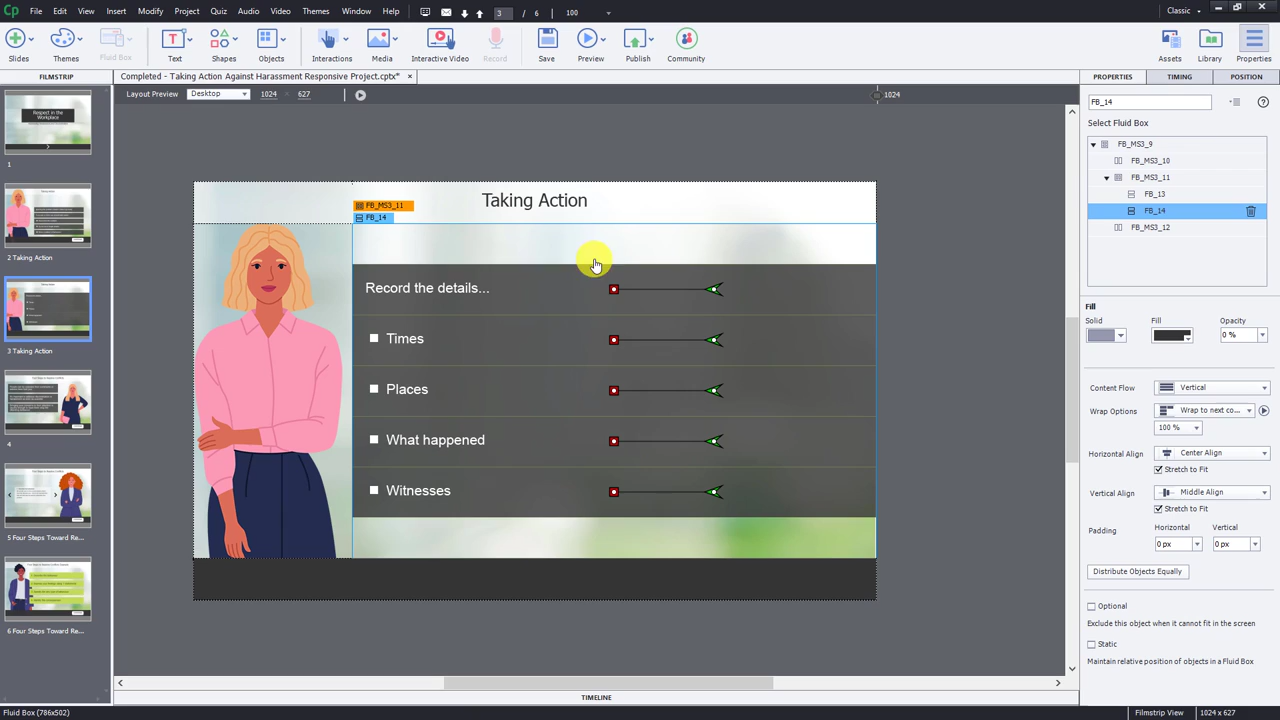 Cp File Edit View Insert Modify Project Quiz Audio Video Themes Window Help 3 / 6 100 Classic
Slides Themes Fluid Box Text Shapes Objects Interactions Media Interactive Video Record Save Preview Publish Community Assets Library Properties
FILMSTRIP
Completed - Taking Action Against Harassment Responsive Project.cptx*
Layout Preview Desktop 1024 × 627 1024
Respect in the
Workplace
1
2 Taking Action
3 Taking Action
4
5 Four Steps Toward Re...
6 Four Steps Toward Re...
Taking Action
FB_MS3_11
FB_14
Record the details...
Times
Places
What happened
Witnesses
TIMELINE
PROPERTIES TIMING POSITION
FB_14
Select Fluid Box
FB_MS3_9
FB_MS3_10
FB_MS3_11
FB_13
FB_14
FB_MS3_12
Fill
Solid Fill Opacity
0 %
Content Flow Vertical
Wrap Options Wrap to next co...
100 %
Horizontal Align Center Align
Stretch to Fit
Vertical Align Middle Align
Stretch to Fit
Padding Horizontal Vertical
0 px 0 px
Distribute Objects Equally
Optional
Exclude this object when it cannot fit in the screen
Static
Maintain relative position of objects in a Fluid Box
Fluid Box (786x502) Filmstrip View 1024 x 627